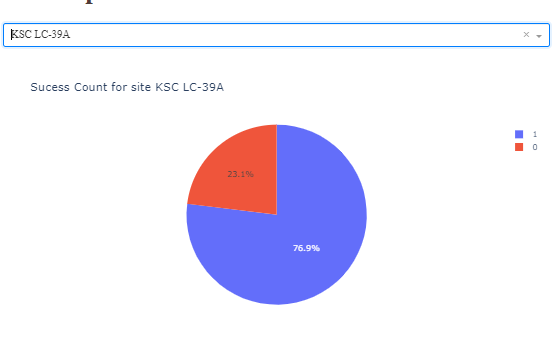 KSC LC-39A
Sucess Count for site KSC LC-39A
1
0
23.1%
76.9%